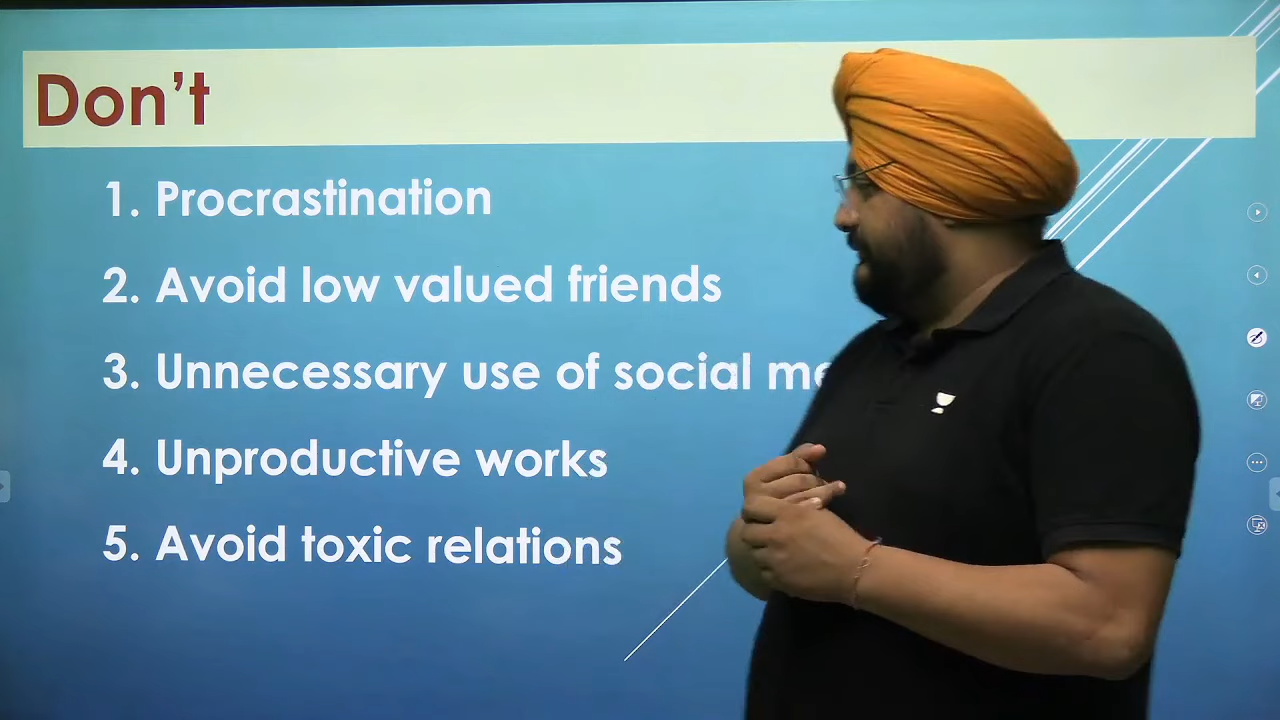 Don't
1. Procrastination
2. Avoid low valued friends
3. Unnecessary use of social
4. Unproductive works
5. Avoid toxic relations